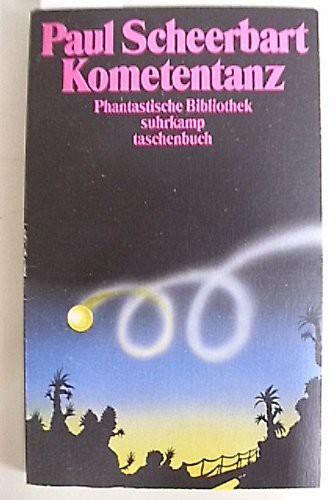 Paul Scheerbart
Kometentanz
Phantastische Bibliothek
suhrkamp
taschenbuch